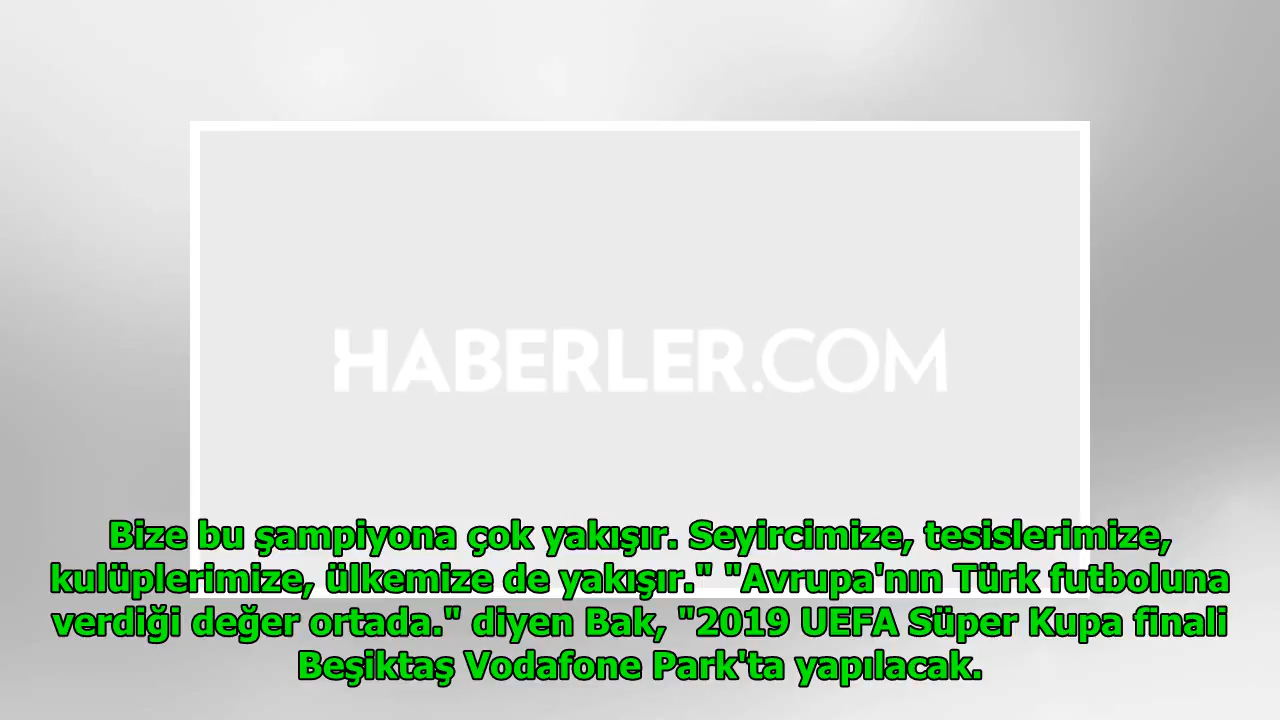 HABERLER.COM
Bize bu şampiyona çok yakışır. Seyircimize, tesislerimize,
kulüplerimize, ülkemize de yakışır." "Avrupa'nın Türk futboluna
verdiği değer ortada." diyen Bak, "2019 UEFA Süper Kupa finali
Beşiktaş Vodafone Park'ta yapılacak.